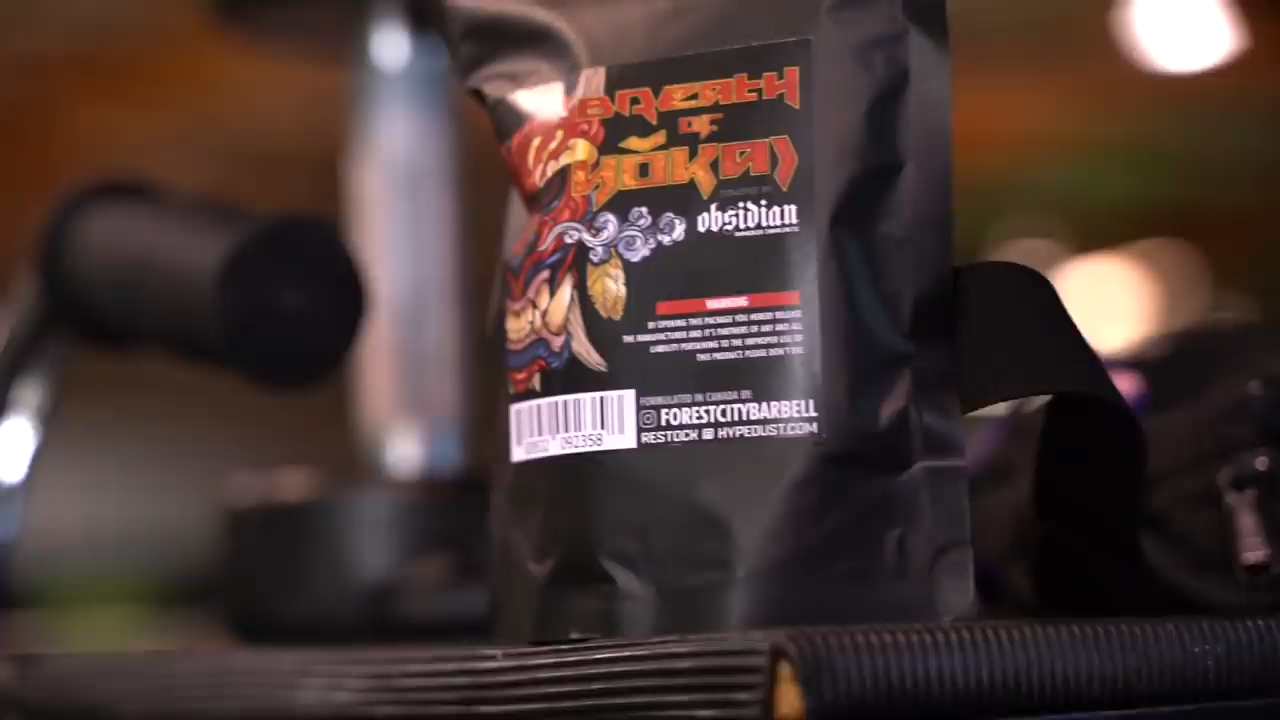 BREATH
OF
YŌKAI
POWERED BY
obsidian
WARNING
BY OPENING THIS PACKAGE YOU HEREBY RELEASE
THE MANUFACTURER AND IT'S PARTNERS OF ANY AND ALL
LIABILITY PERTAINING TO THE IMPROPER USE OF
THIS PRODUCT PLEASE DON'T DIE
FORMULATED IN CANADA BY:
FORESTCITYBARBELL
RESTOCK @ HYPEDUST.COM
092358